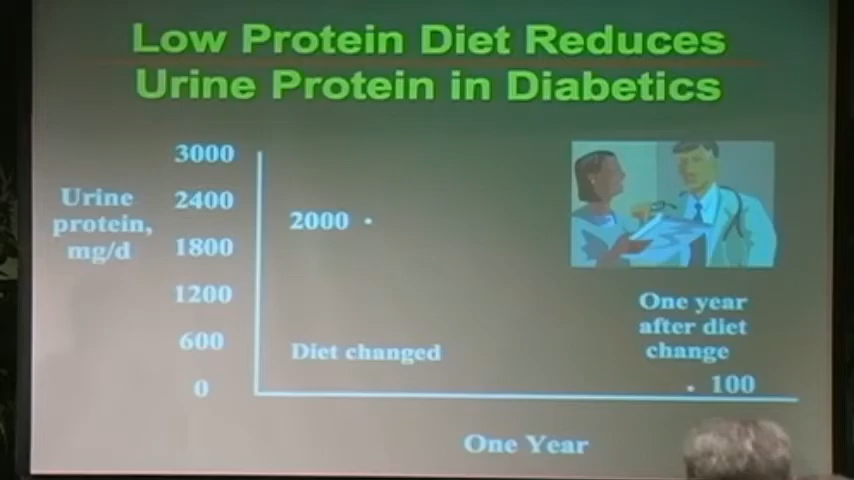 Low Protein Diet Reduces
Urine Protein in Diabetics
3000
2400
1800
1200
600
0
Urine
protein,
mg/d
2000
Diet changed
One year
after diet
change
100
One Year